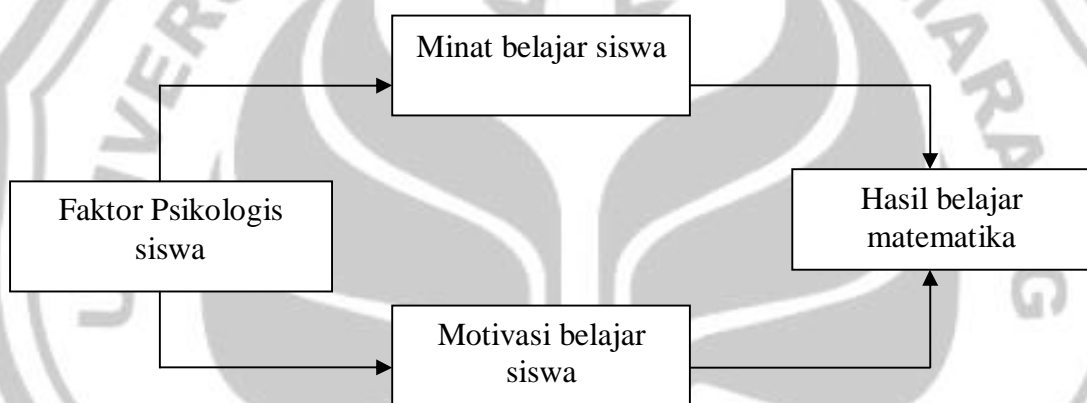 Minat belajar siswa
Faktor Psikologis
siswa
Hasil belajar
matematika
Motivasi belajar
siswa